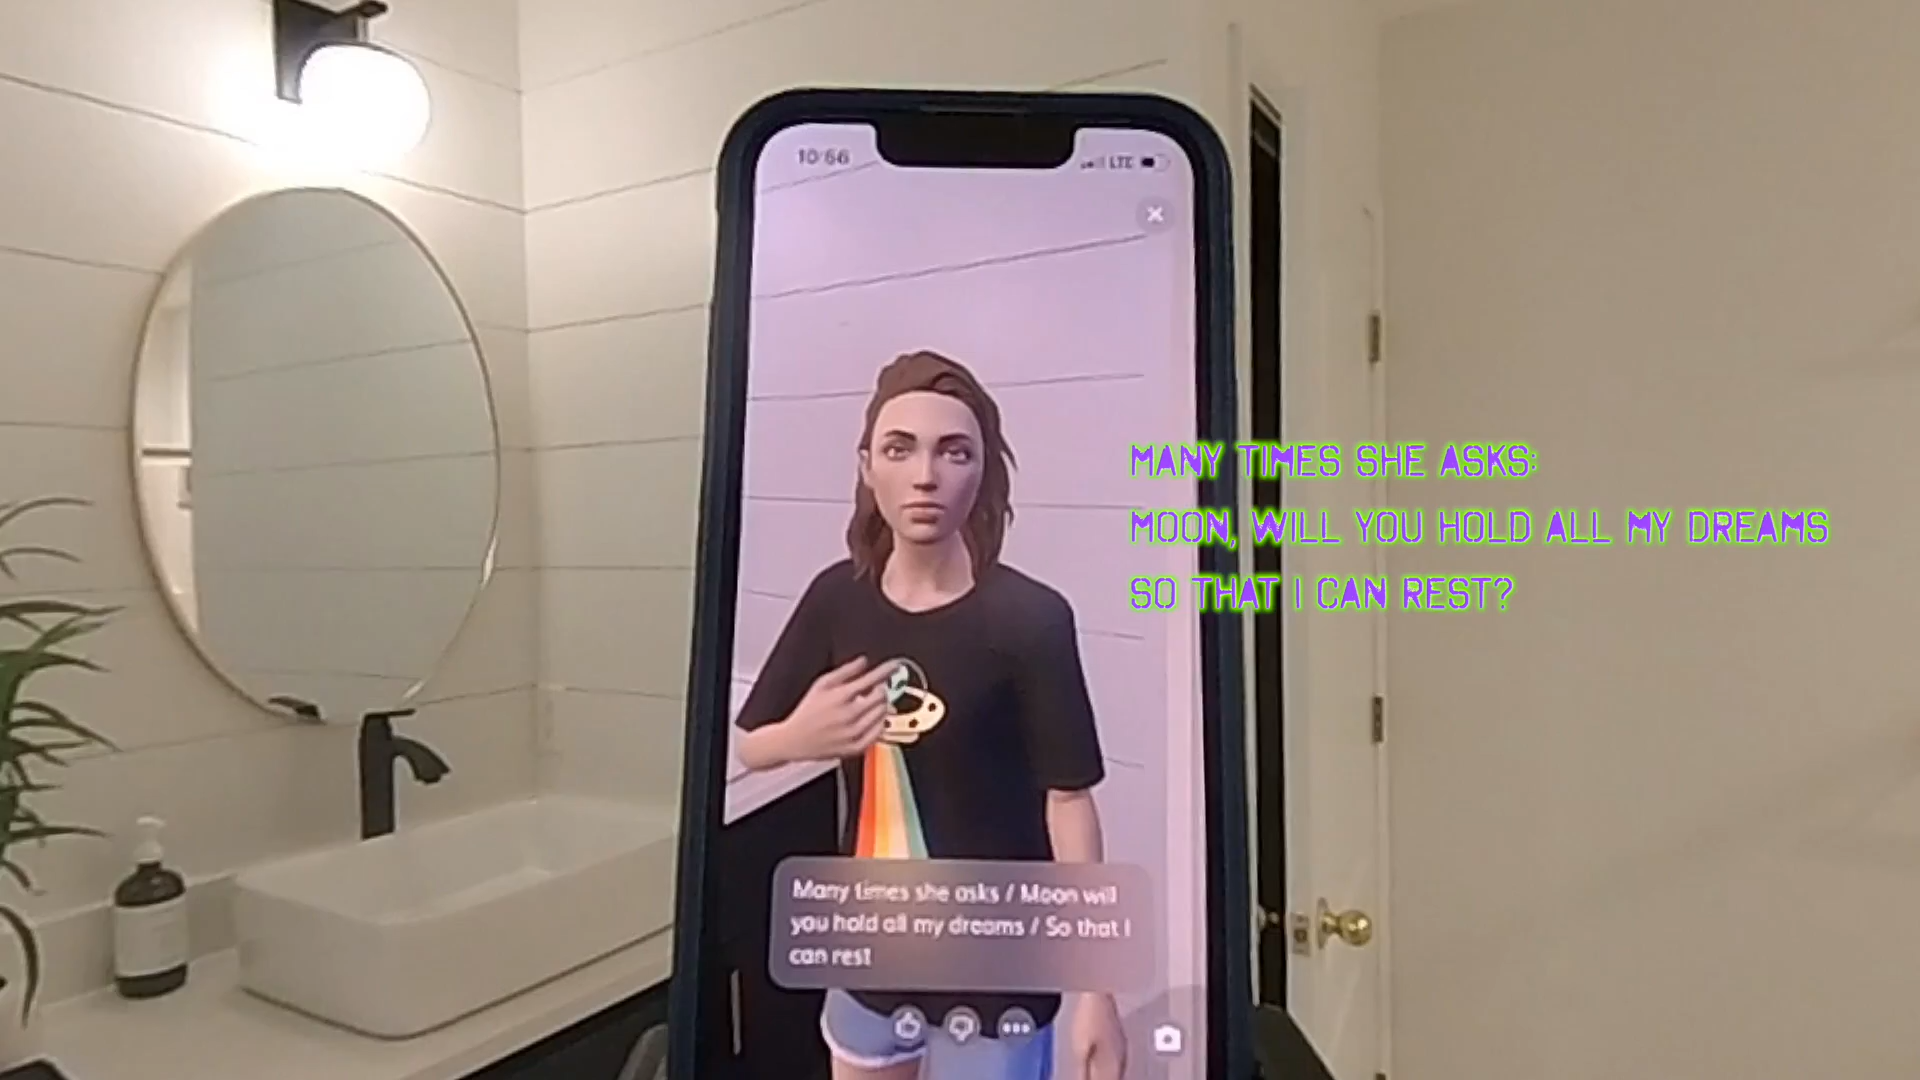 10:56
LTE
MANY TIMES SHE ASKS:
MOON, WILL YOU HOLD ALL MY DREAMS
SO THAT I CAN REST?
Many times she asks / Moon will
you hold all my dreams / So that I
can rest